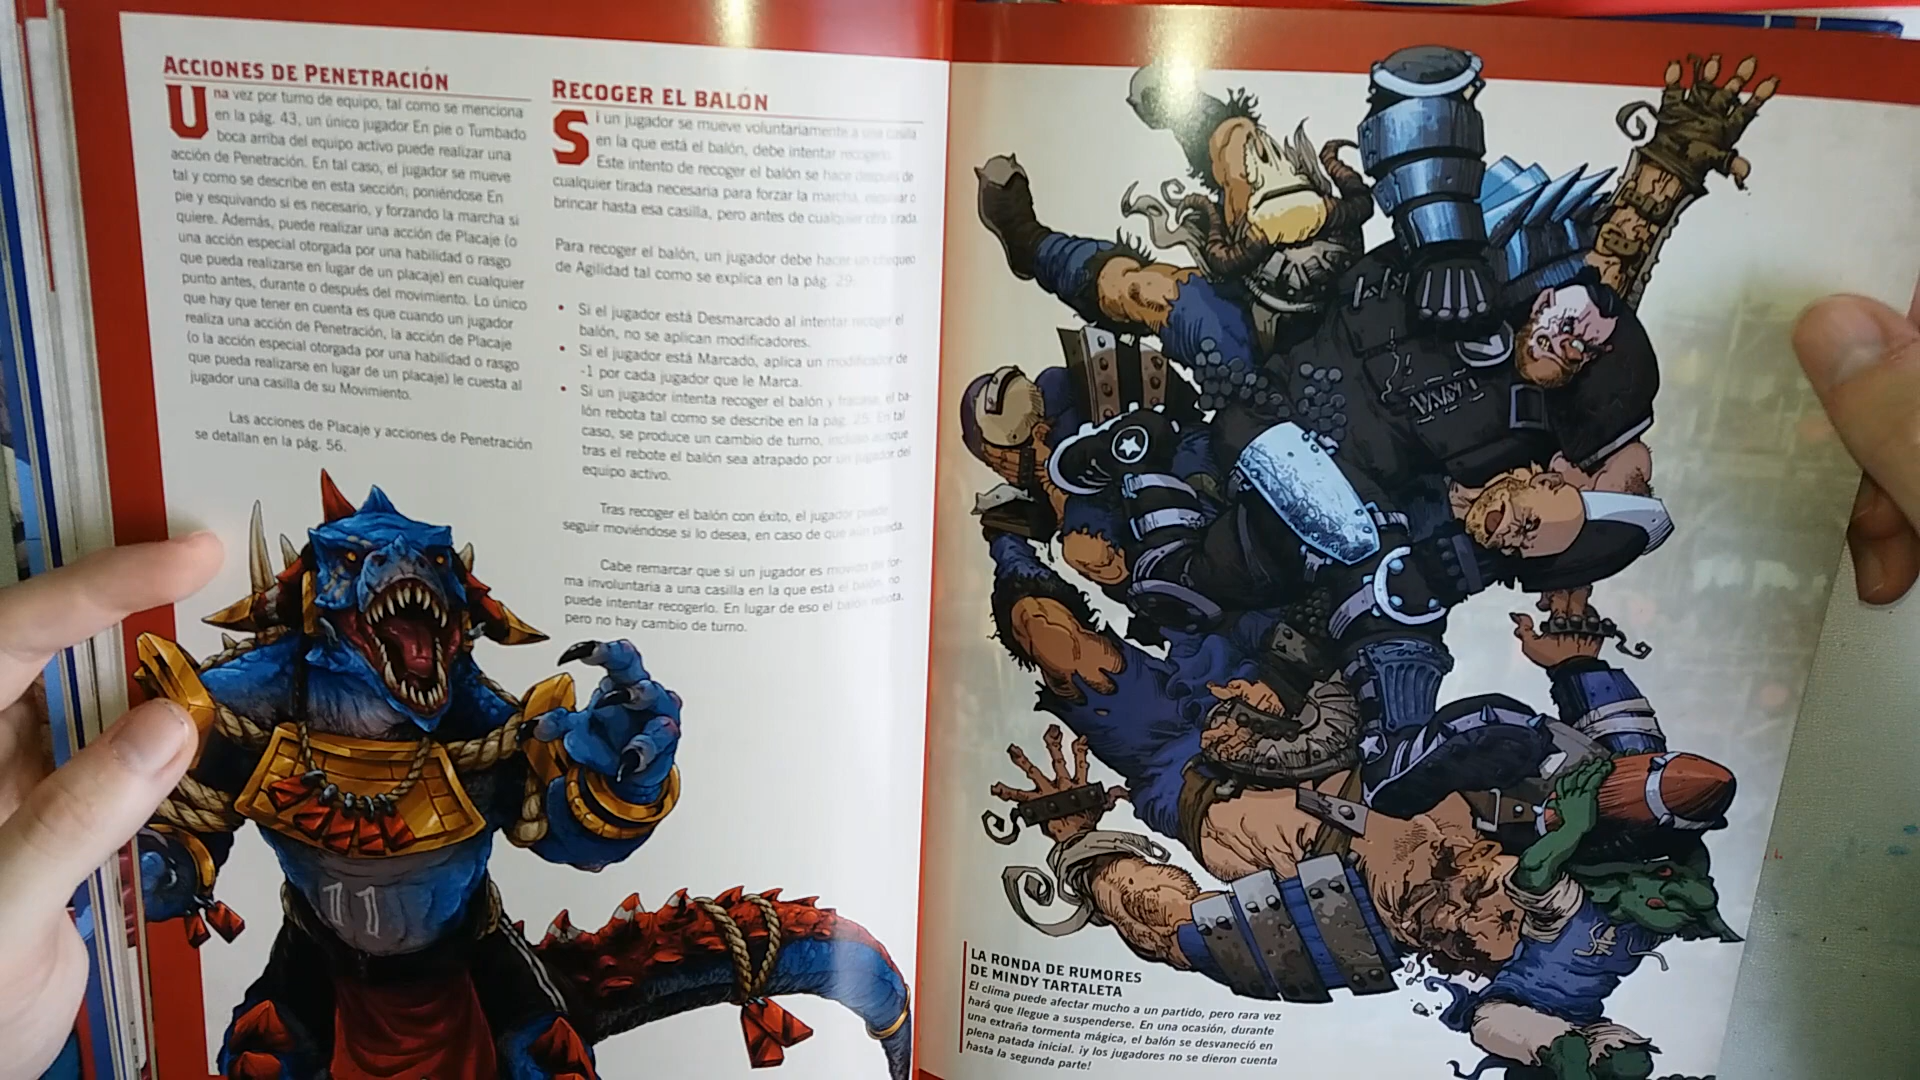 ACCIONES DE PENETRACIÓN
Una vez por turno de equipo, tal como se menciona
en la pág. 43, un único jugador En pie o Tumbado
boca arriba del equipo activo puede realizar una
acción de Penetración. En tal caso, el jugador se mueve
tal y como se describe en esta sección, poniéndose En
pie y esquivando si es necesario, y forzando la marcha si
quiere. Además, puede realizar una acción de Placaje (o
una acción especial otorgada por una habilidad o rasgo
que pueda realizarse en lugar de un placaje) en cualquier
punto antes, durante o después del movimiento. Lo único
que hay que tener en cuenta es que cuando un jugador
realiza una acción de Penetración, la acción de Placaje
(o la acción especial otorgada por una habilidad o rasgo
que pueda realizarse en lugar de un placaje) le cuesta al
jugador una casilla de su Movimiento.
Las acciones de Placaje y acciones de Penetración
se detallan en la pág. 56.
11
RECOGER EL BALÓN
Si un jugador se mueve voluntariamente a una casilla
en la que está el balón, debe intentar recogerlo.
Este intento de recoger el balón se hace después de
cualquier tirada necesaria para forzar la marcha, esquivar o
brincar hasta esa casilla, pero antes de cualquier otra tirada.
Para recoger el balón, un jugador debe hacer un chequeo
de Agilidad tal como se explica en la pág. 29.
• Si el jugador está Desmarcado al intentar recoger el
balón, no se aplican modificadores.
• Si el jugador está Marcado, aplica un modificador de
-1 por cada jugador que le Marca.
• Si un jugador intenta recoger el balón y fracasa, el ba-
lón rebota tal como se describe en la pág. 25. En tal
caso, se produce un cambio de turno, incluso aunque
tras el rebote el balón sea atrapado por un jugador del
equipo activo.
Tras recoger el balón con éxito, el jugador puede
seguir moviéndose si lo desea, en caso de que aún pueda.
Cabe remarcar que si un jugador es movido de for-
ma involuntaria a una casilla en la que está el balón, no
puede intentar recogerlo. En lugar de eso el balón rebota,
pero no hay cambio de turno.
LA RONDA DE RUMORES
DE MINDY TARTALETA
El clima puede afectar mucho a un partido, pero rara vez
hará que llegue a suspenderse. En una ocasión, durante
una extraña tormenta mágica, el balón se desvaneció en
plena patada inicial. ¡y los jugadores no se dieron cuenta
hasta la segunda parte!